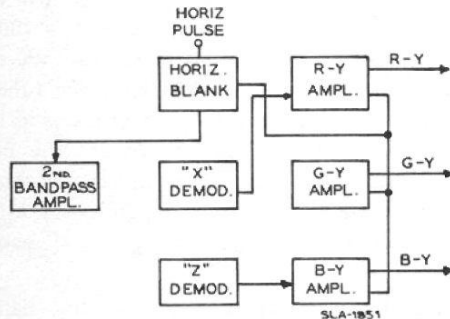 HORIZ
PULSE
HORIZ.
BLANK
R-Y
AMPL.
R-Y
2ND.
BANDPASS
AMPL.
"X"
DEMOD.
G-Y
AMPL.
G-Y
"Z"
DEMOD.
B-Y
AMPL.
B-Y
SLA-1851